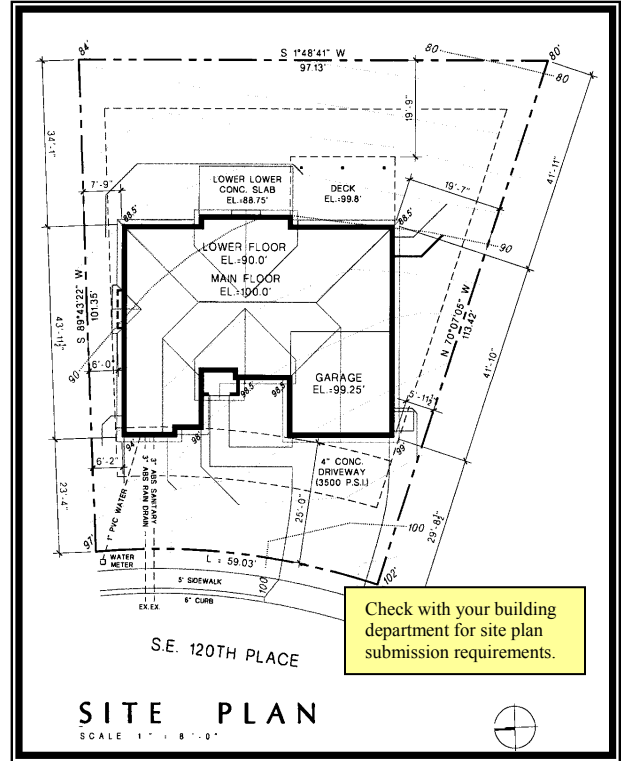 84'
S 1°48'41" W
97.13'
80
80'
80
34'-1"
19'-9"
41'-11"
7'-9"
LOWER LOWER
CONC. SLAB
EL.=88.75'
DECK
EL.=99.8'
19'-7"
88.5'
88.5'
90
LOWER FLOOR
EL.=90.0'
MAIN FLOOR
EL.=100.0'
S 89°43'22" W
101.35'
N 70°07'05" W
113.42'
43'-11½"
41'-10"
90
6'-0"
GARAGE
EL.=99.25'
5'-11½"
98.5'
98.5'
94'
98'
99'
6'-2"
4" CONC.
DRIVEWAY
(3500 P.S.I.)
23'-4"
1" PVC WATER
3" ABS RAN DRAIN
3" ABS SANITARY
25'-0"
29'-8½"
100
97'
WATER
METER
L = 59.03'
100
102'
5' SIDEWALK
6" CURB
EX. EX.
S.E. 120TH PLACE
Check with your building
department for site plan
submission requirements.
SITE PLAN
SCALE 1" : 8'-0"